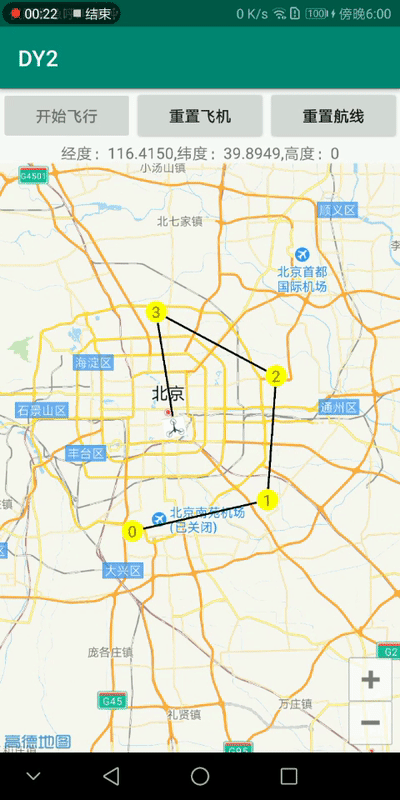 00:22 结束 0 K/s 100 傍晚6:00
DY2
开始飞行 重置飞机 重置航线
经度：116.4150,纬度：39.8949,高度：0
小汤山镇
G4501
顺义区
北七家镇
北京首都
国际机场
3
海淀区
2
北京
石景山区
通州区
丰台区
1
北京南苑机场
(已关闭)
0
大兴区
庞各庄镇
G2
+
G45
万庄镇
礼贤镇
−
高德地图
G95